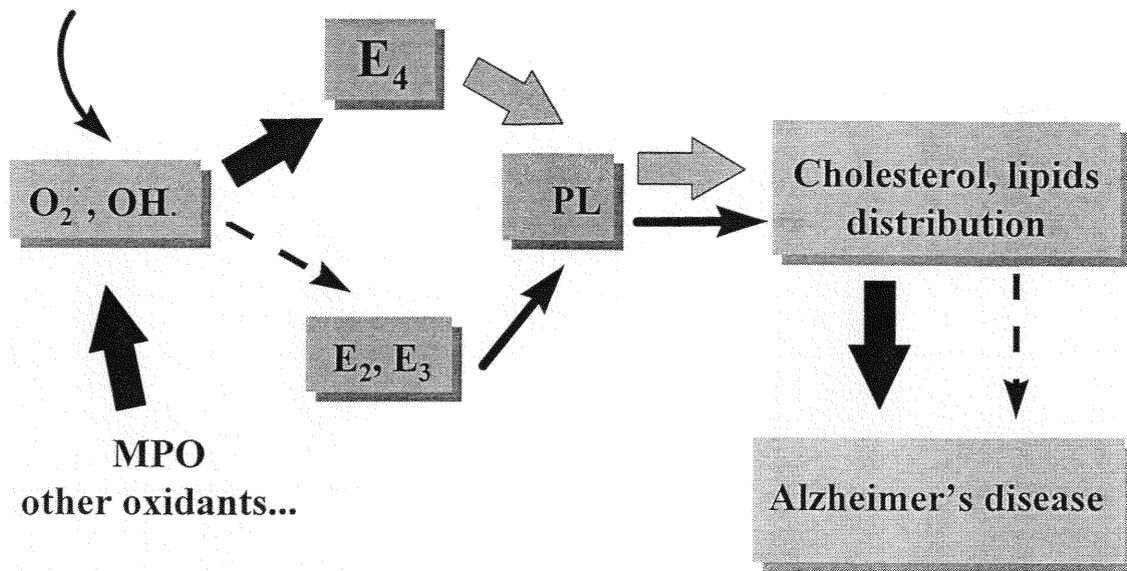 E₄
O₂˙, OH.
PL
Cholesterol, lipids
distribution
E₂, E₃
MPO
other oxidants...
Alzheimer's disease